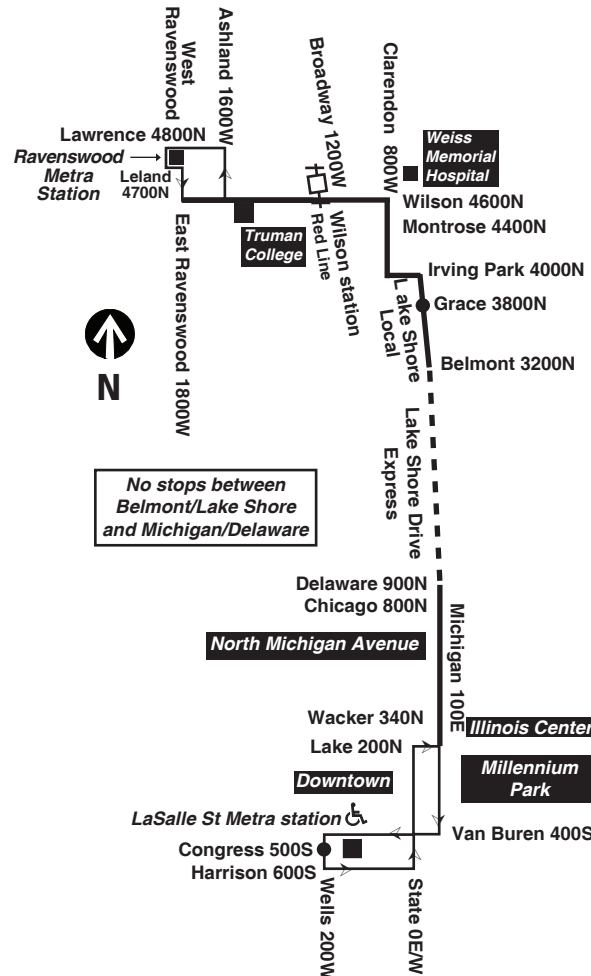 West
Ravenswood
Ashland 1600W
Broadway 1200W
Clarendon 800W
Weiss
Memorial
Hospital
Lawrence 4800N
Ravenswood
Metra
Station
Leland
4700N
Wilson 4600N
Montrose 4400N
Truman
College
Wilson station
Red Line
East Ravenswood 1800W
Irving Park 4000N
Grace 3800N
Lake Shore
Local
Belmont 3200N
N
Lake Shore Drive
Express
No stops between
Belmont/Lake Shore
and Michigan/Delaware
Delaware 900N
Chicago 800N
North Michigan Avenue
Michigan 100E
Wacker 340N
Illinois Center
Lake 200N
Downtown
Millennium
Park
LaSalle St Metra station
Van Buren 400S
Congress 500S
Harrison 600S
Wells 200W
State 0E/W